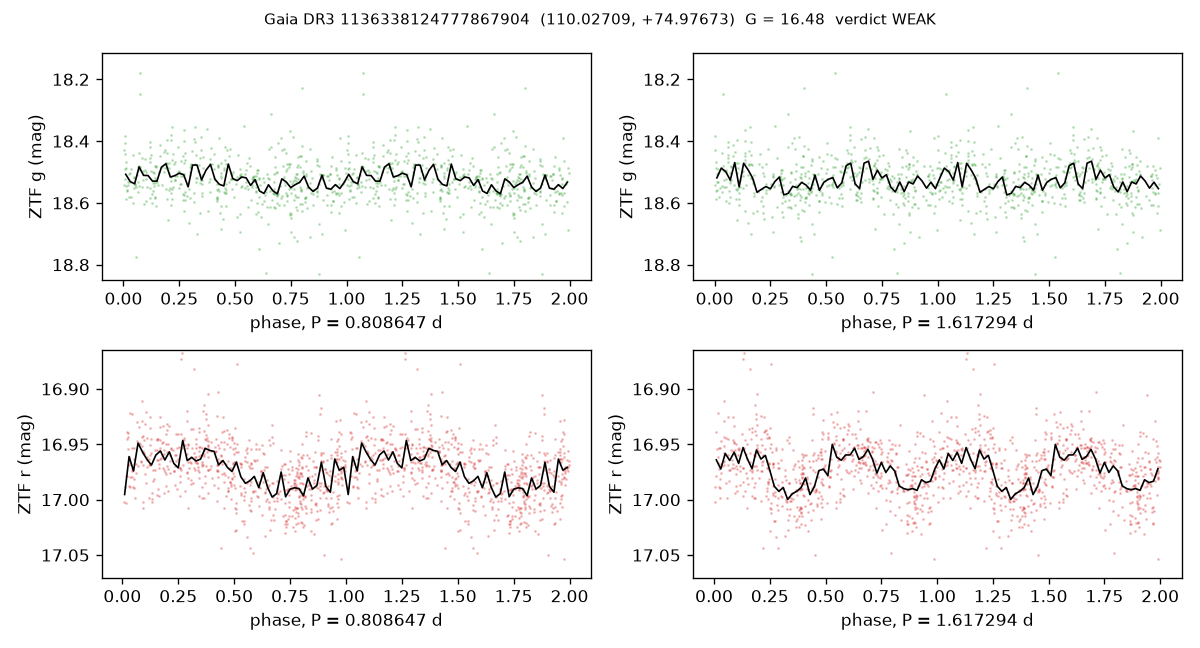 Gaia DR3 1136338124777867904 (110.02709, +74.97673) G = 16.48 verdict WEAK
ZTF g (mag)
18.2
18.4
18.6
18.8
0.00 0.25 0.50 0.75 1.00 1.25 1.50 1.75 2.00
phase, P = 0.808647 d
ZTF g (mag)
18.2
18.4
18.6
18.8
0.00 0.25 0.50 0.75 1.00 1.25 1.50 1.75 2.00
phase, P = 1.617294 d
ZTF r (mag)
16.90
16.95
17.00
17.05
0.00 0.25 0.50 0.75 1.00 1.25 1.50 1.75 2.00
phase, P = 0.808647 d
ZTF r (mag)
16.90
16.95
17.00
17.05
0.00 0.25 0.50 0.75 1.00 1.25 1.50 1.75 2.00
phase, P = 1.617294 d